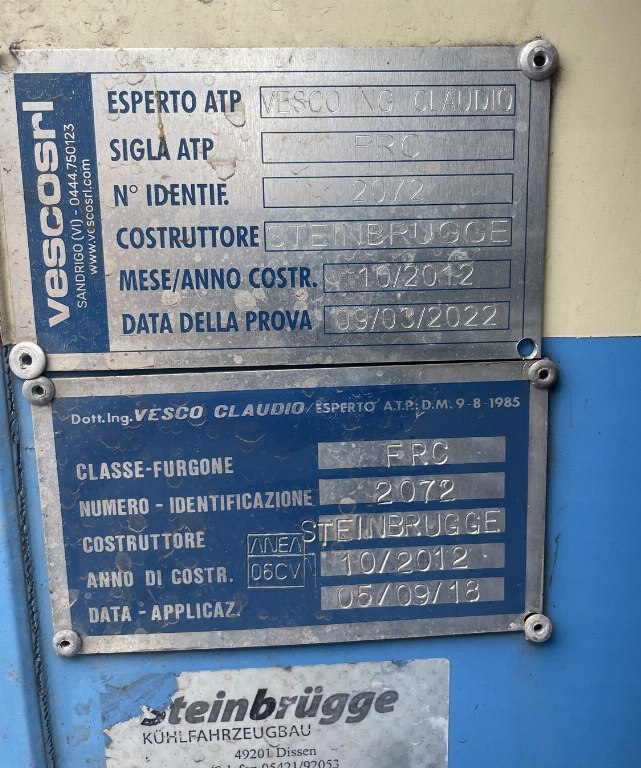 vescosrl
SANDRIGO (VI) - 0444.750123
www.vescosrl.com
ESPERTO ATP VESCO ING CLAUDIO
SIGLA ATP FRC
N° IDENTIF. 2072
COSTRUTTORE STEINBRUGGE
MESE/ANNO COSTR. 10/2012
DATA DELLA PROVA 09/03/2022
Dott.Ing. VESCO CLAUDIO/ESPERTO A.T.P.: D.M. 9-8-1985
CLASSE-FURGONE FRC
NUMERO - IDENTIFICAZIONE 2072
COSTRUTTORE STEINBRUGGE
ANNO DI COSTR. 10/2012
DATA - APPLICAZ. 05/09/18
ANFIA
06CV
Steinbrügge
KÜHLFAHRZEUGBAU
49201 Dissen
05421/92053